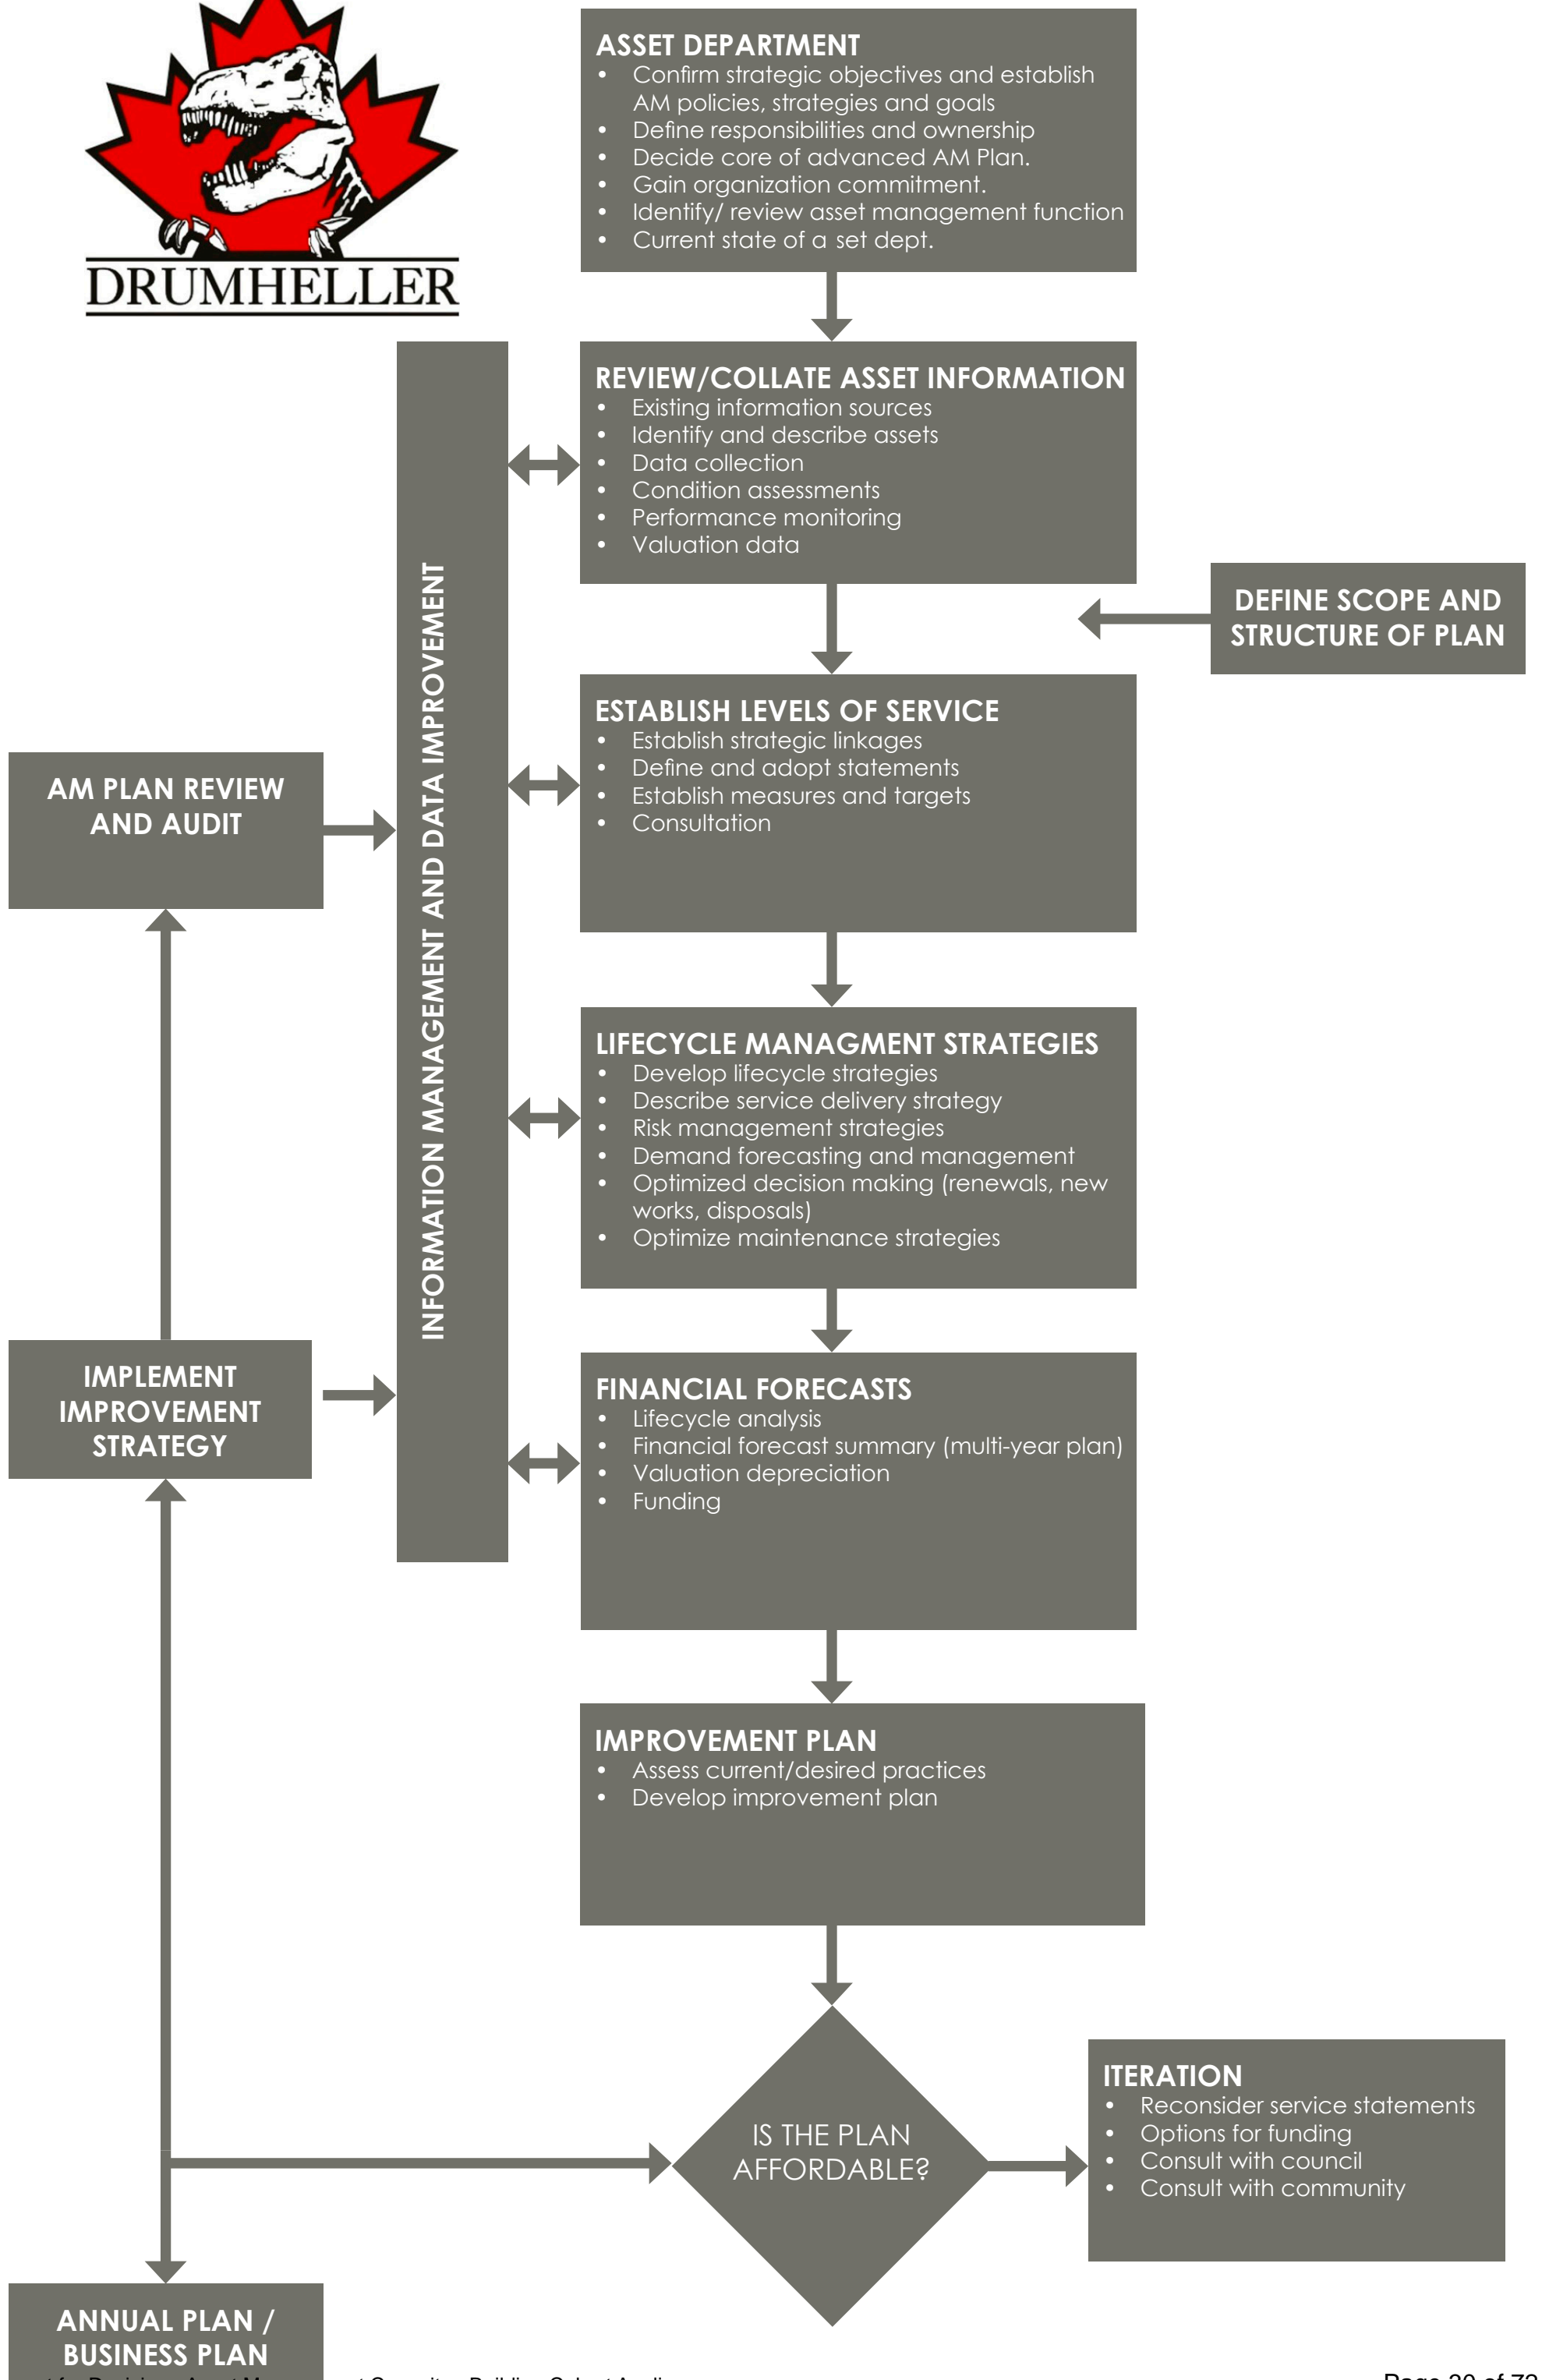 DRUMHELLER
ASSET DEPARTMENT
• Confirm strategic objectives and establish
AM policies, strategies and goals
• Define responsibilities and ownership
• Decide core of advanced AM Plan.
• Gain organization commitment.
• Identify/ review asset management function
• Current state of a set dept.
REVIEW/COLLATE ASSET INFORMATION
• Existing information sources
• Identify and describe assets
• Data collection
• Condition assessments
• Performance monitoring
• Valuation data
DEFINE SCOPE AND
STRUCTURE OF PLAN
INFORMATION MANAGEMENT AND DATA IMPROVEMENT
ESTABLISH LEVELS OF SERVICE
• Establish strategic linkages
• Define and adopt statements
• Establish measures and targets
• Consultation
AM PLAN REVIEW
AND AUDIT
LIFECYCLE MANAGMENT STRATEGIES
• Develop lifecycle strategies
• Describe service delivery strategy
• Risk management strategies
• Demand forecasting and management
• Optimized decision making (renewals, new
works, disposals)
• Optimize maintenance strategies
IMPLEMENT
IMPROVEMENT
STRATEGY
FINANCIAL FORECASTS
• Lifecycle analysis
• Financial forecast summary (multi-year plan)
• Valuation depreciation
• Funding
IMPROVEMENT PLAN
• Assess current/desired practices
• Develop improvement plan
IS THE PLAN
AFFORDABLE?
ITERATION
• Reconsider service statements
• Options for funding
• Consult with council
• Consult with community
ANNUAL PLAN /
BUSINESS PLAN